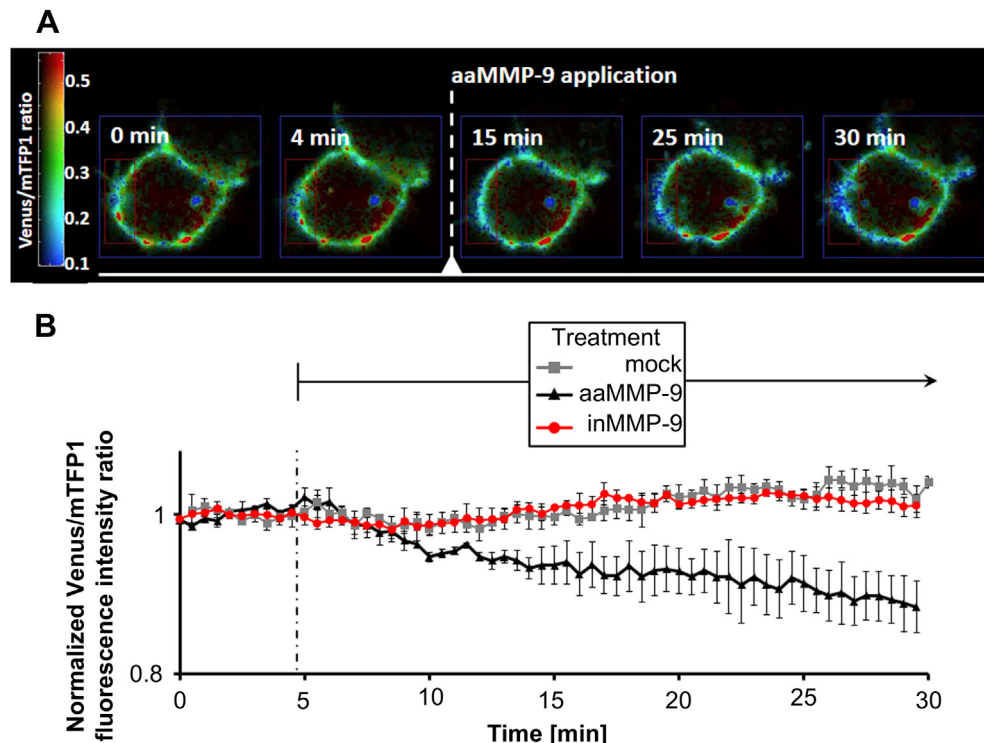 A
aaMMP-9 application
0 min 4 min 15 min 25 min 30 min
Venus/mTFP1 ratio
0.5
0.4
0.3
0.2
0.1
B
Treatment
mock
aaMMP-9
inMMP-9
Normalized Venus/mTFP1
fluorescence intensity ratio
1
0.8
0 5 10 15 20 25 30
Time [min]